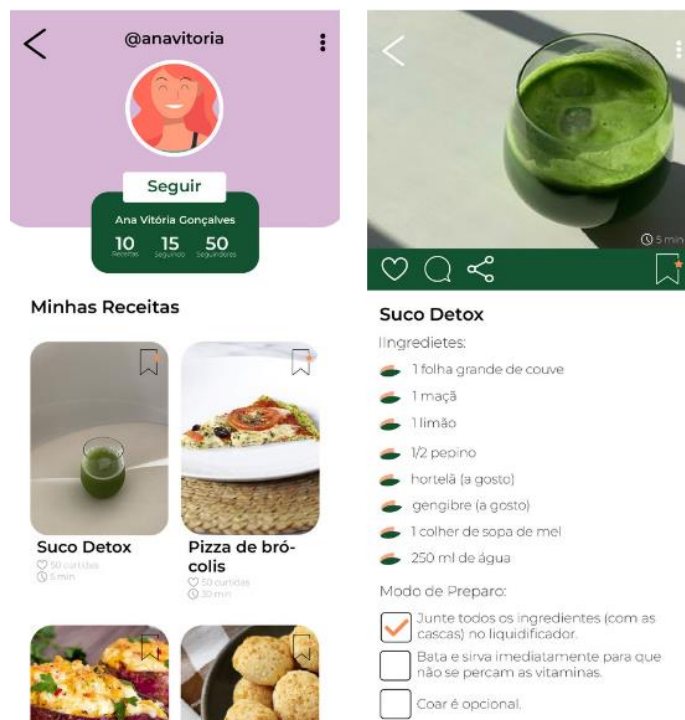 @anavitoria
Seguir
Ana Vitória Gonçalves
10 15 50
Receitas Seguindo Seguidores
Minhas Receitas
Suco Detox
50 curtidas
5 min
Pizza de bró-
colis
50 curtidas
30 min
5 min
Suco Detox
IIngredietes:
1 folha grande de couve
1 maçã
1 limão
1/2 pepino
hortelã (a gosto)
gengibre (a gosto)
1 colher de sopa de mel
250 ml de água
Modo de Preparo:
Junte todos os ingredientes (com as
cascas) no liquidificador.
Bata e sirva imediatamente para que
não se percam as vitaminas.
Coar é opcional.